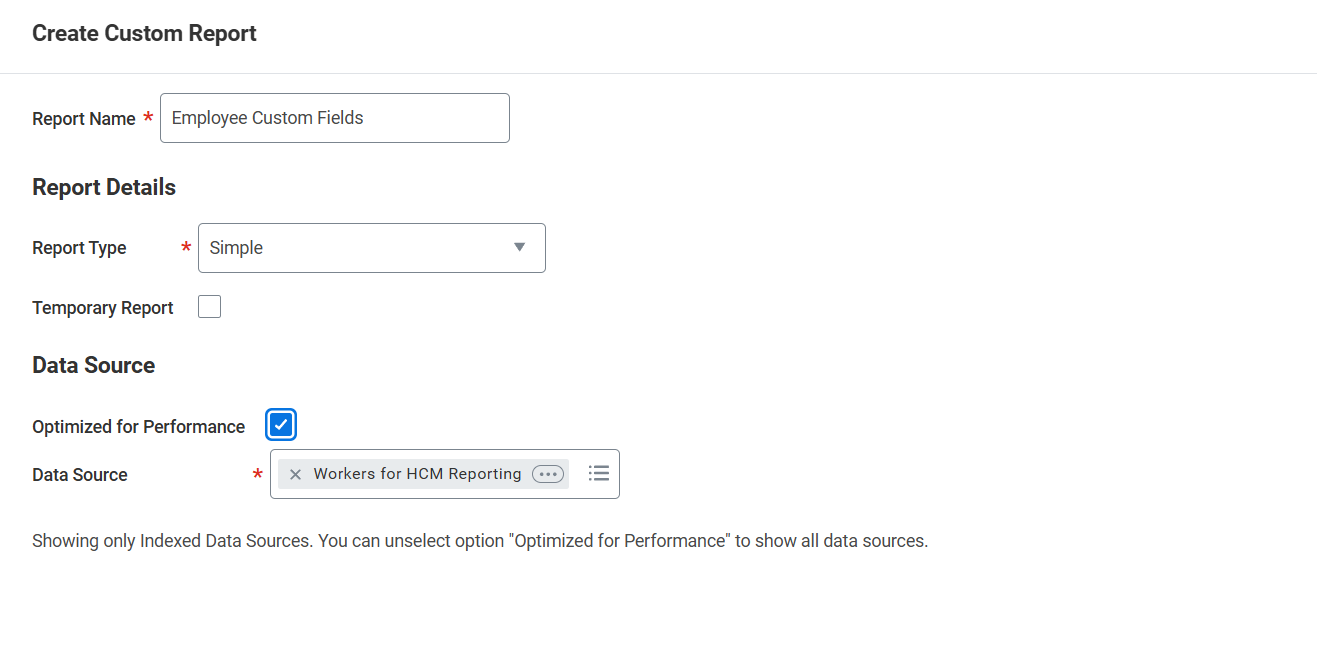 Create Custom Report
Report Name *
Employee Custom Fields
Report Details
Report Type *
Simple
Temporary Report
Data Source
Optimized for Performance
Data Source *
Workers for HCM Reporting
Showing only Indexed Data Sources. You can unselect option "Optimized for Performance" to show all data sources.